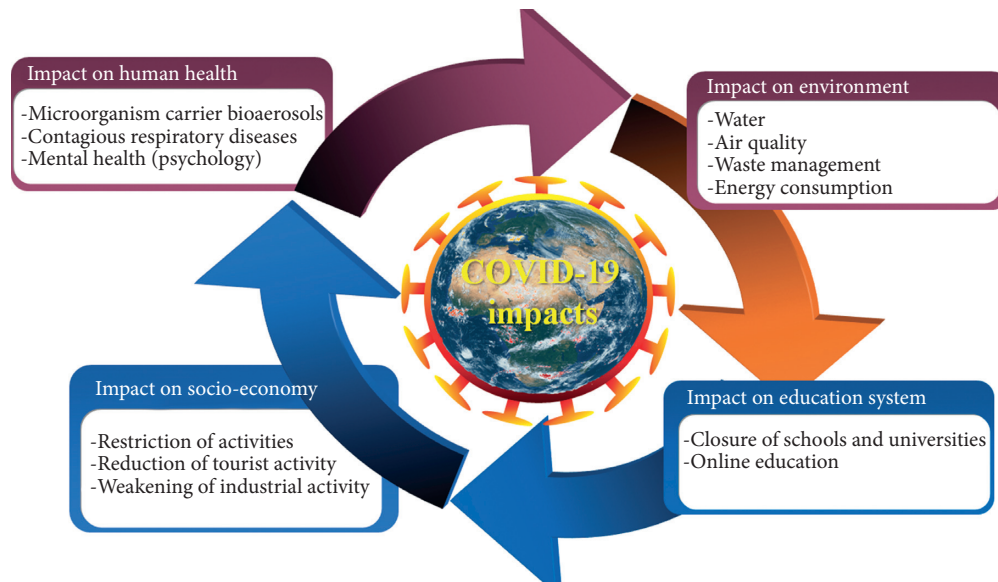 Impact on human health
-Microorganism carrier bioaerosols
-Contagious respiratory diseases
-Mental health (psychology)
Impact on environment
-Water
-Air quality
-Waste management
-Energy consumption
COVID-19
impacts
Impact on socio-economy
-Restriction of activities
-Reduction of tourist activity
-Weakening of industrial activity
Impact on education system
-Closure of schools and universities
-Online education